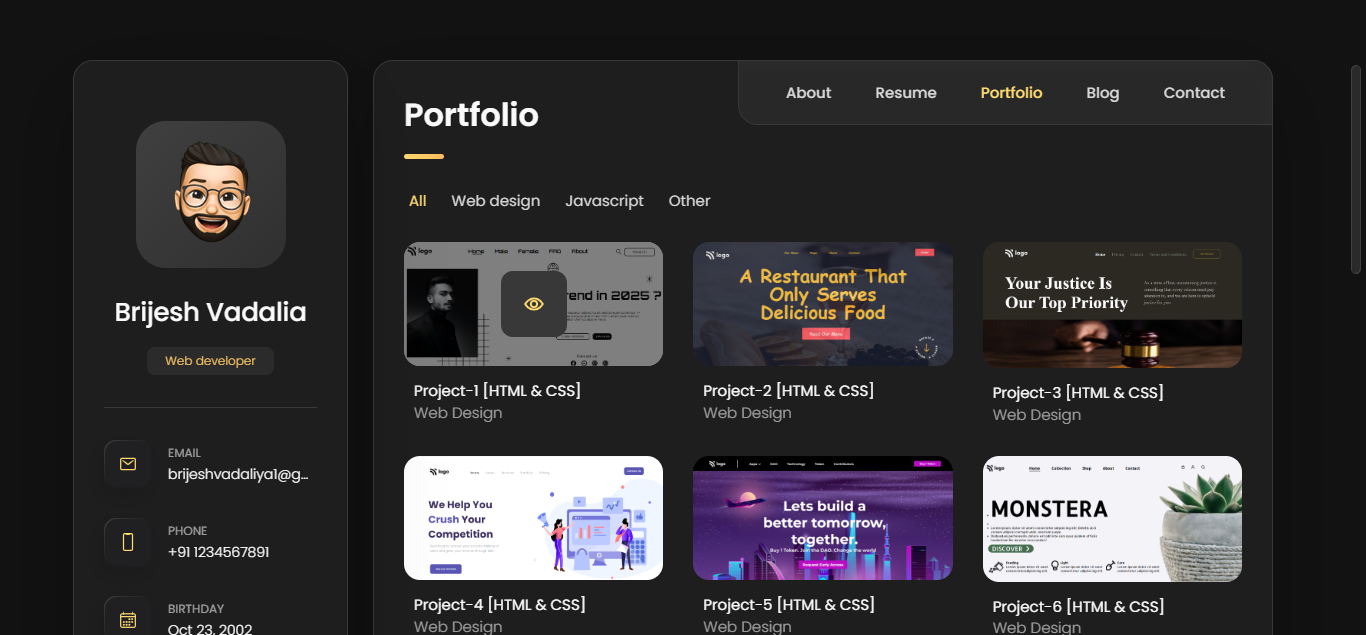 About Resume Portfolio Blog Contact
Portfolio
All Web design Javascript Other
Brijesh Vadalia
Web developer
EMAIL
brijeshvadaliya1@g...
PHONE
+91 1234567891
BIRTHDAY
Oct 23, 2002
logo Home Male Female FAQ About
rend in 2025 ?
Contact us
Project-1 [HTML & CSS]
Web Design
logo
A Restaurant That
Only Serves
Delicious Food
Project-2 [HTML & CSS]
Web Design
logo
Your Justice Is
Our Top Priority
Project-3 [HTML & CSS]
Web Design
logo
We Help You
Crush Your
Competition
Project-4 [HTML & CSS]
Web Design
logo
Lets build a
better tomorrow,
together.
Buy 1 Token. Join the DAO. Change the world
Request Early Access
Project-5 [HTML & CSS]
Web Design
logo Home Collection Shop About Contact
MONSTERA
DISCOVER
Project-6 [HTML & CSS]
Web Design